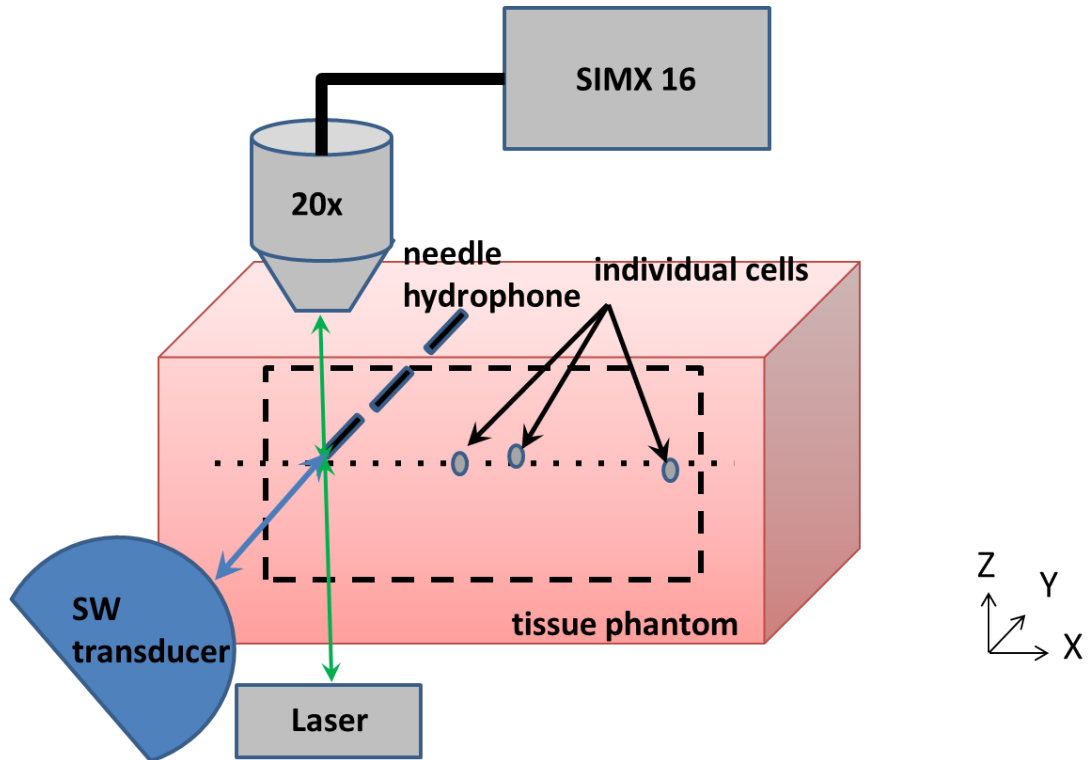 SIMX 16
20x
needle
hydrophone
individual cells
SW
transducer
tissue phantom
Laser
Z
Y
X